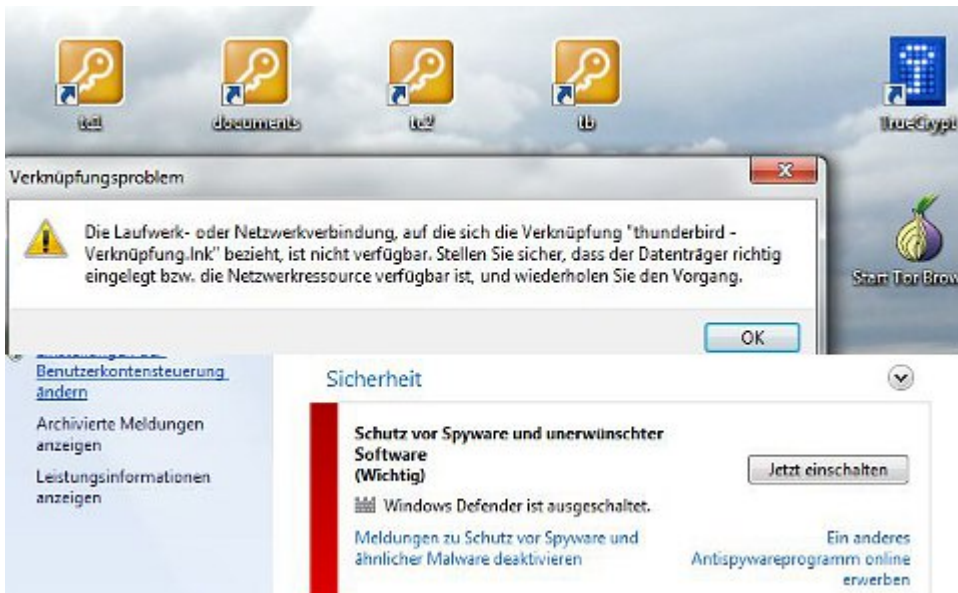 tc1
documents
tc2
tb
TrueCrypt
Verknüpfungsproblem
Die Laufwerk- oder Netzwerkverbindung, auf die sich die Verknüpfung "thunderbird -
Verknüpfung.lnk" bezieht, ist nicht verfügbar. Stellen Sie sicher, dass der Datenträger richtig
eingelegt bzw. die Netzwerkressource verfügbar ist, und wiederholen Sie den Vorgang.
Start Tor Brow
OK
Benutzerkontensteuerung
ändern
Archivierte Meldungen
anzeigen
Leistungsinformationen
anzeigen
Sicherheit
Schutz vor Spyware und unerwünschter
Software
(Wichtig)
Jetzt einschalten
Windows Defender ist ausgeschaltet.
Meldungen zu Schutz vor Spyware und
ähnlicher Malware deaktivieren
Ein anderes
Antispywareprogramm online
erwerben